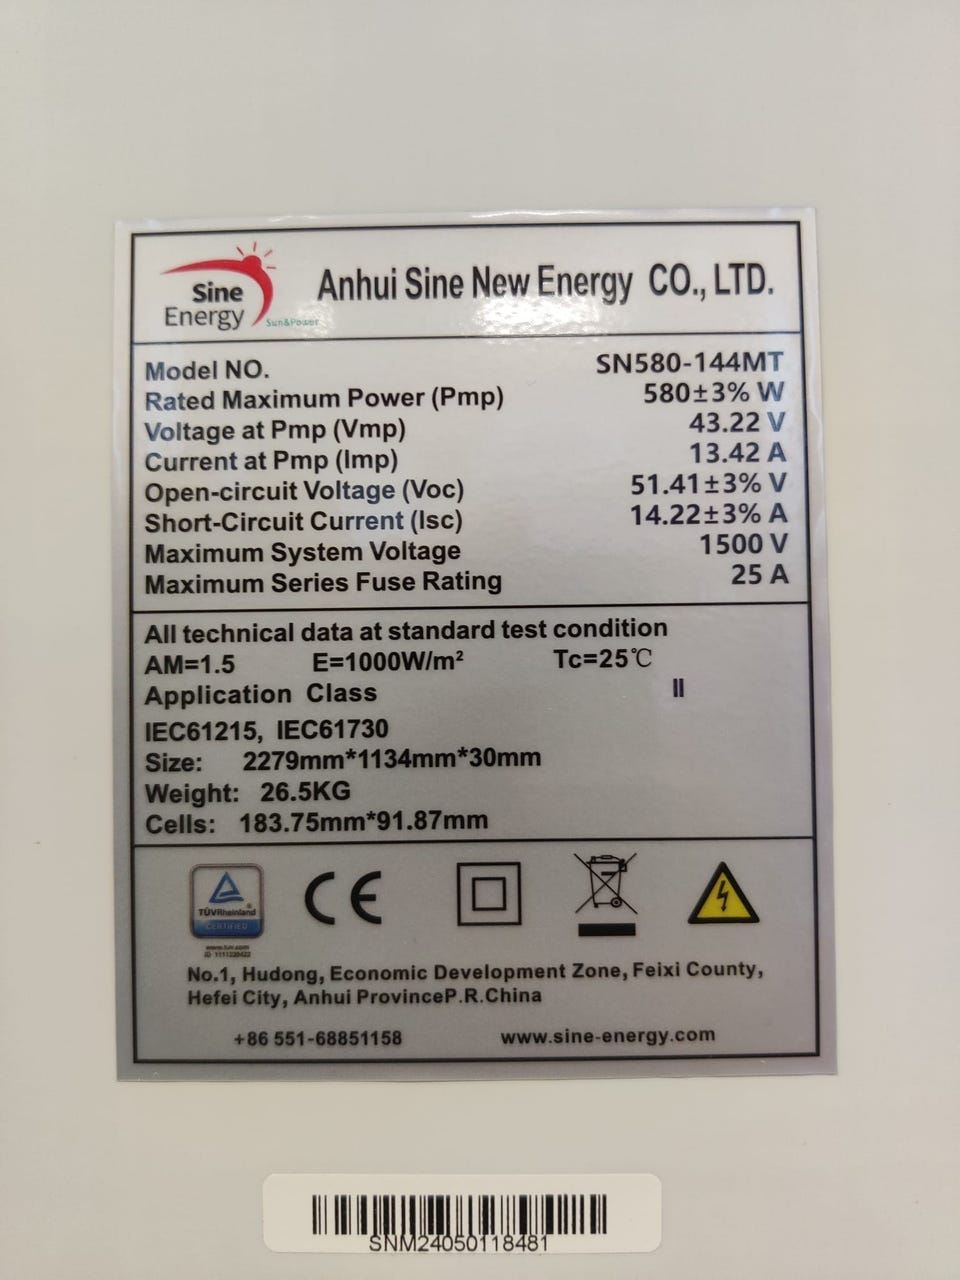 Sine
Energy
Sun&Power
Anhui Sine New Energy CO., LTD.
Model NO. SN580-144MT
Rated Maximum Power (Pmp) 580±3% W
Voltage at Pmp (Vmp) 43.22 V
Current at Pmp (Imp) 13.42 A
Open-circuit Voltage (Voc) 51.41±3% V
Short-Circuit Current (Isc) 14.22±3% A
Maximum System Voltage 1500 V
Maximum Series Fuse Rating 25 A
All technical data at standard test condition
AM=1.5 E=1000W/m² Tc=25℃
Application Class II
IEC61215, IEC61730
Size: 2279mm*1134mm*30mm
Weight: 26.5KG
Cells: 183.75mm*91.87mm
TÜVRheinland®
CERTIFIED
www.tuv.com
ID
CE
No.1, Hudong, Economic Development Zone, Feixi County,
Hefei City, Anhui ProvinceP.R.China
+86 551-68851158 www.sine-energy.com
SNM24050118481